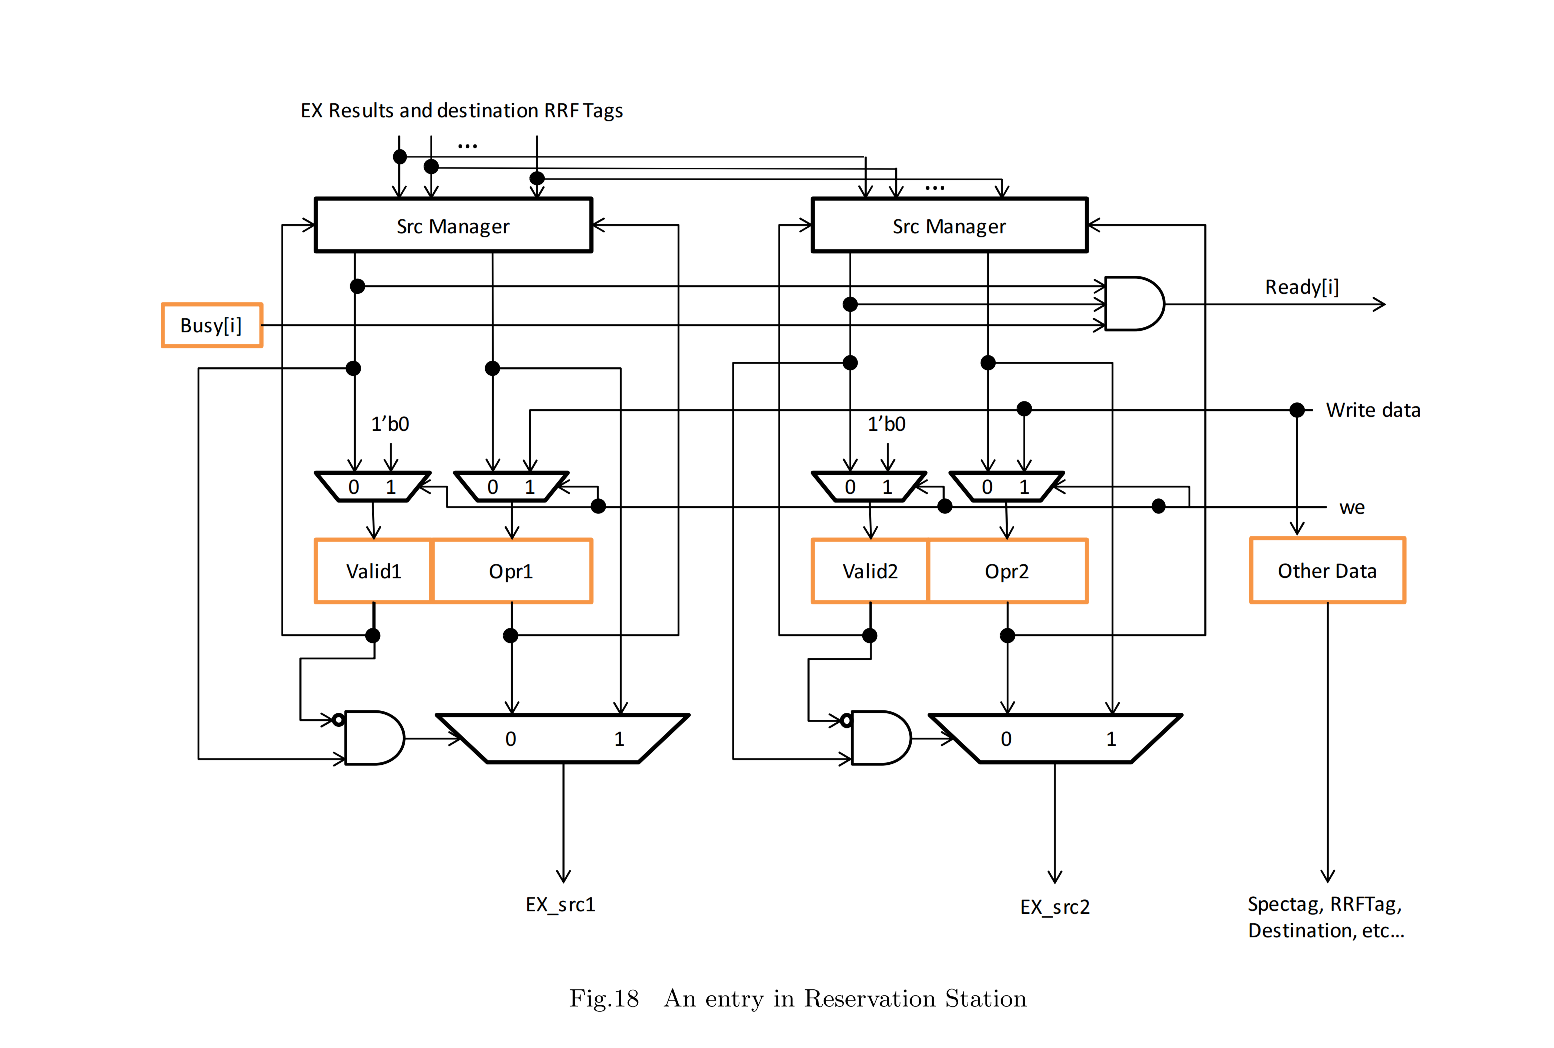 EX Results and destination RRF Tags
...
...
Src Manager
Src Manager
Ready[i]
Busy[i]
Write data
1’b0
1’b0
0 1
0 1
0 1
0 1
we
Valid1
Opr1
Valid2
Opr2
Other Data
0 1
0 1
EX_src1
EX_src2
Spectag, RRFTag,
Destination, etc...
Fig.18 An entry in Reservation Station